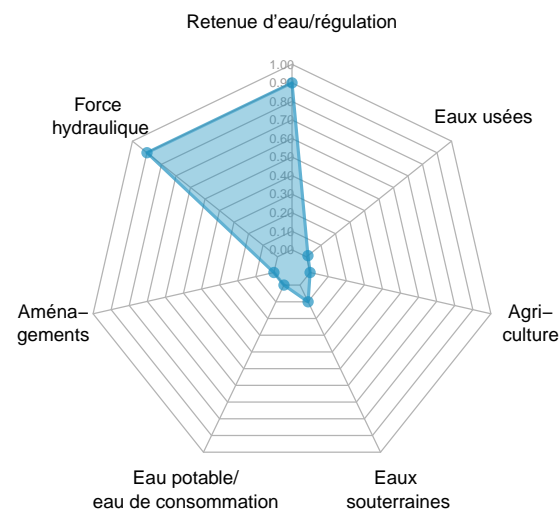 Retenue d'eau/régulation
1.00
0.90
0.80
0.70
0.60
0.50
0.40
0.30
0.20
0.10
0.00
Force
hydraulique
Eaux usées
Aména–
gements
Agri–
culture
Eau potable/
eau de consommation
Eaux
souterraines